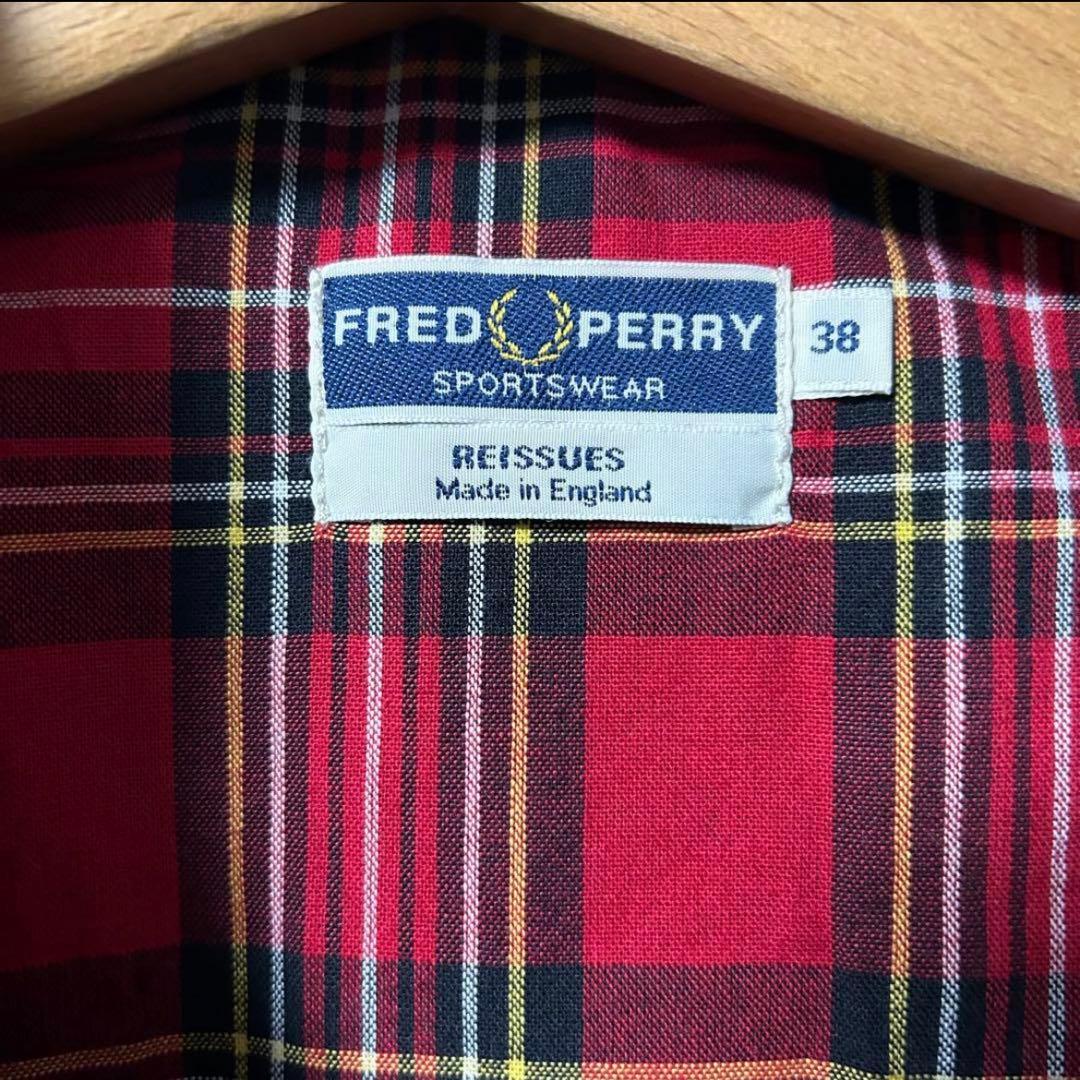 FRED PERRY
SPORTSWEAR
38
REISSUES
Made in England